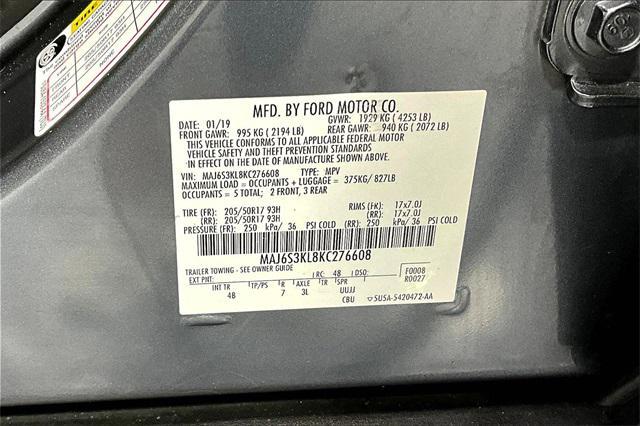 MFD. BY FORD MOTOR CO.
DATE: 01/19 GVWR: 1929 KG ( 4253 LB)
FRONT GAWR: 995 KG ( 2194 LB) REAR GAWR: 940 KG ( 2072 LB)
THIS VEHICLE CONFORMS TO ALL APPLICABLE FEDERAL MOTOR
VEHICLE SAFETY AND THEFT PREVENTION STANDARDS
IN EFFECT ON THE DATE OF MANUFACTURE SHOWN ABOVE.
VIN: MAJ6S3KL8KC276608 TYPE: MPV
MAXIMUM LOAD = OCCUPANTS + LUGGAGE = 375KG/ 827LB
OCCUPANTS = 5 TOTAL; 2 FRONT, 3 REAR
TIRE (FR): 205/50R17 93H RIMS (FK): 17x7.0J
(RR): 205/50R17 93H (RR): 17x7.0J
PRESSURE (FR): 250 kPa/ 36 PSI COLD (RR): 250 kPa/ 36 PSI COLD
MAJ6S3KL8KC276608
TRAILER TOWING - SEE OWNER GUIDE
EXT PNT: RC: 48 DSO: F0008
R0027
INT TR TP/PS R AXLE TR SPR
4B 7 3L UUJJ
CBU SU5A-5420472-AA
NONE